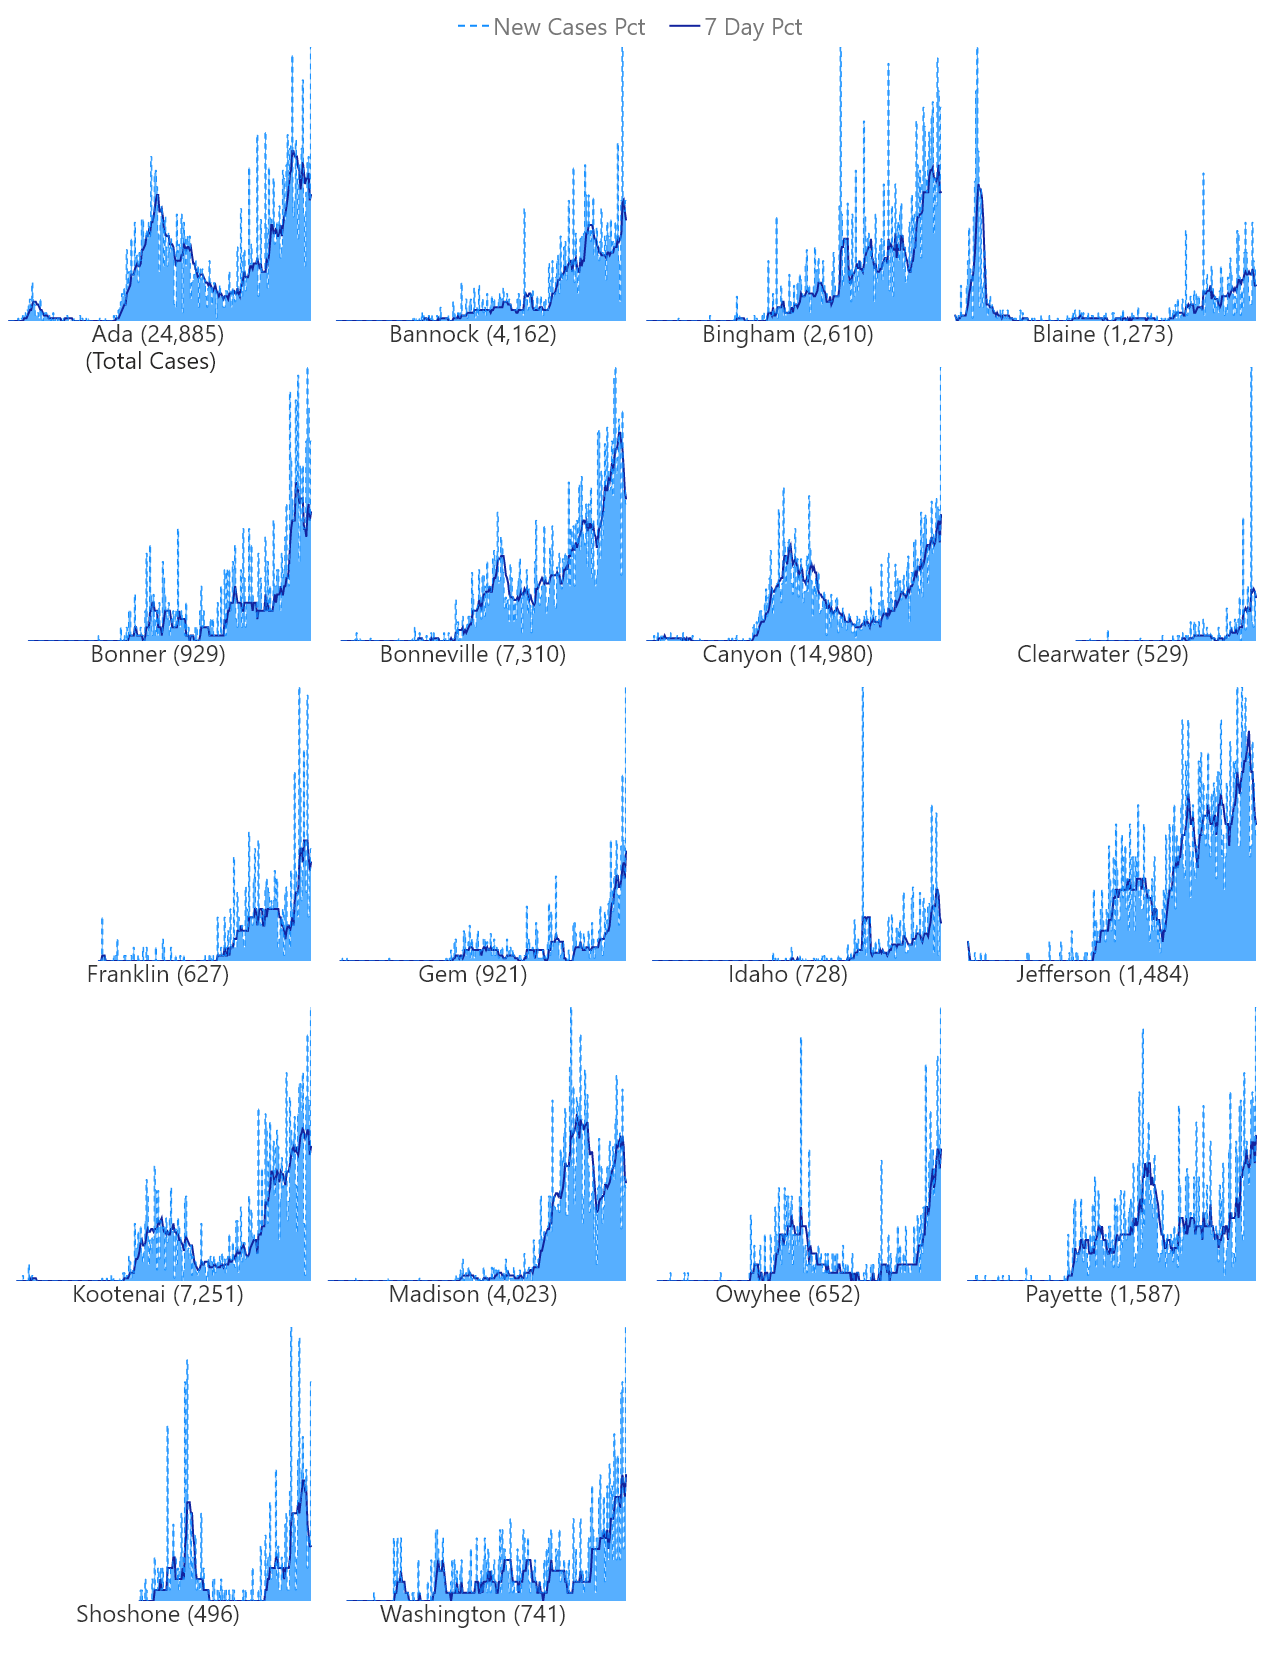 New Cases Pct 7 Day Pct
Ada (24,885)
(Total Cases)
Bannock (4,162)
Bingham (2,610)
Blaine (1,273)
Bonner (929)
Bonneville (7,310)
Canyon (14,980)
Clearwater (529)
Franklin (627)
Gem (921)
Idaho (728)
Jefferson (1,484)
Kootenai (7,251)
Madison (4,023)
Owyhee (652)
Payette (1,587)
Shoshone (496)
Washington (741)